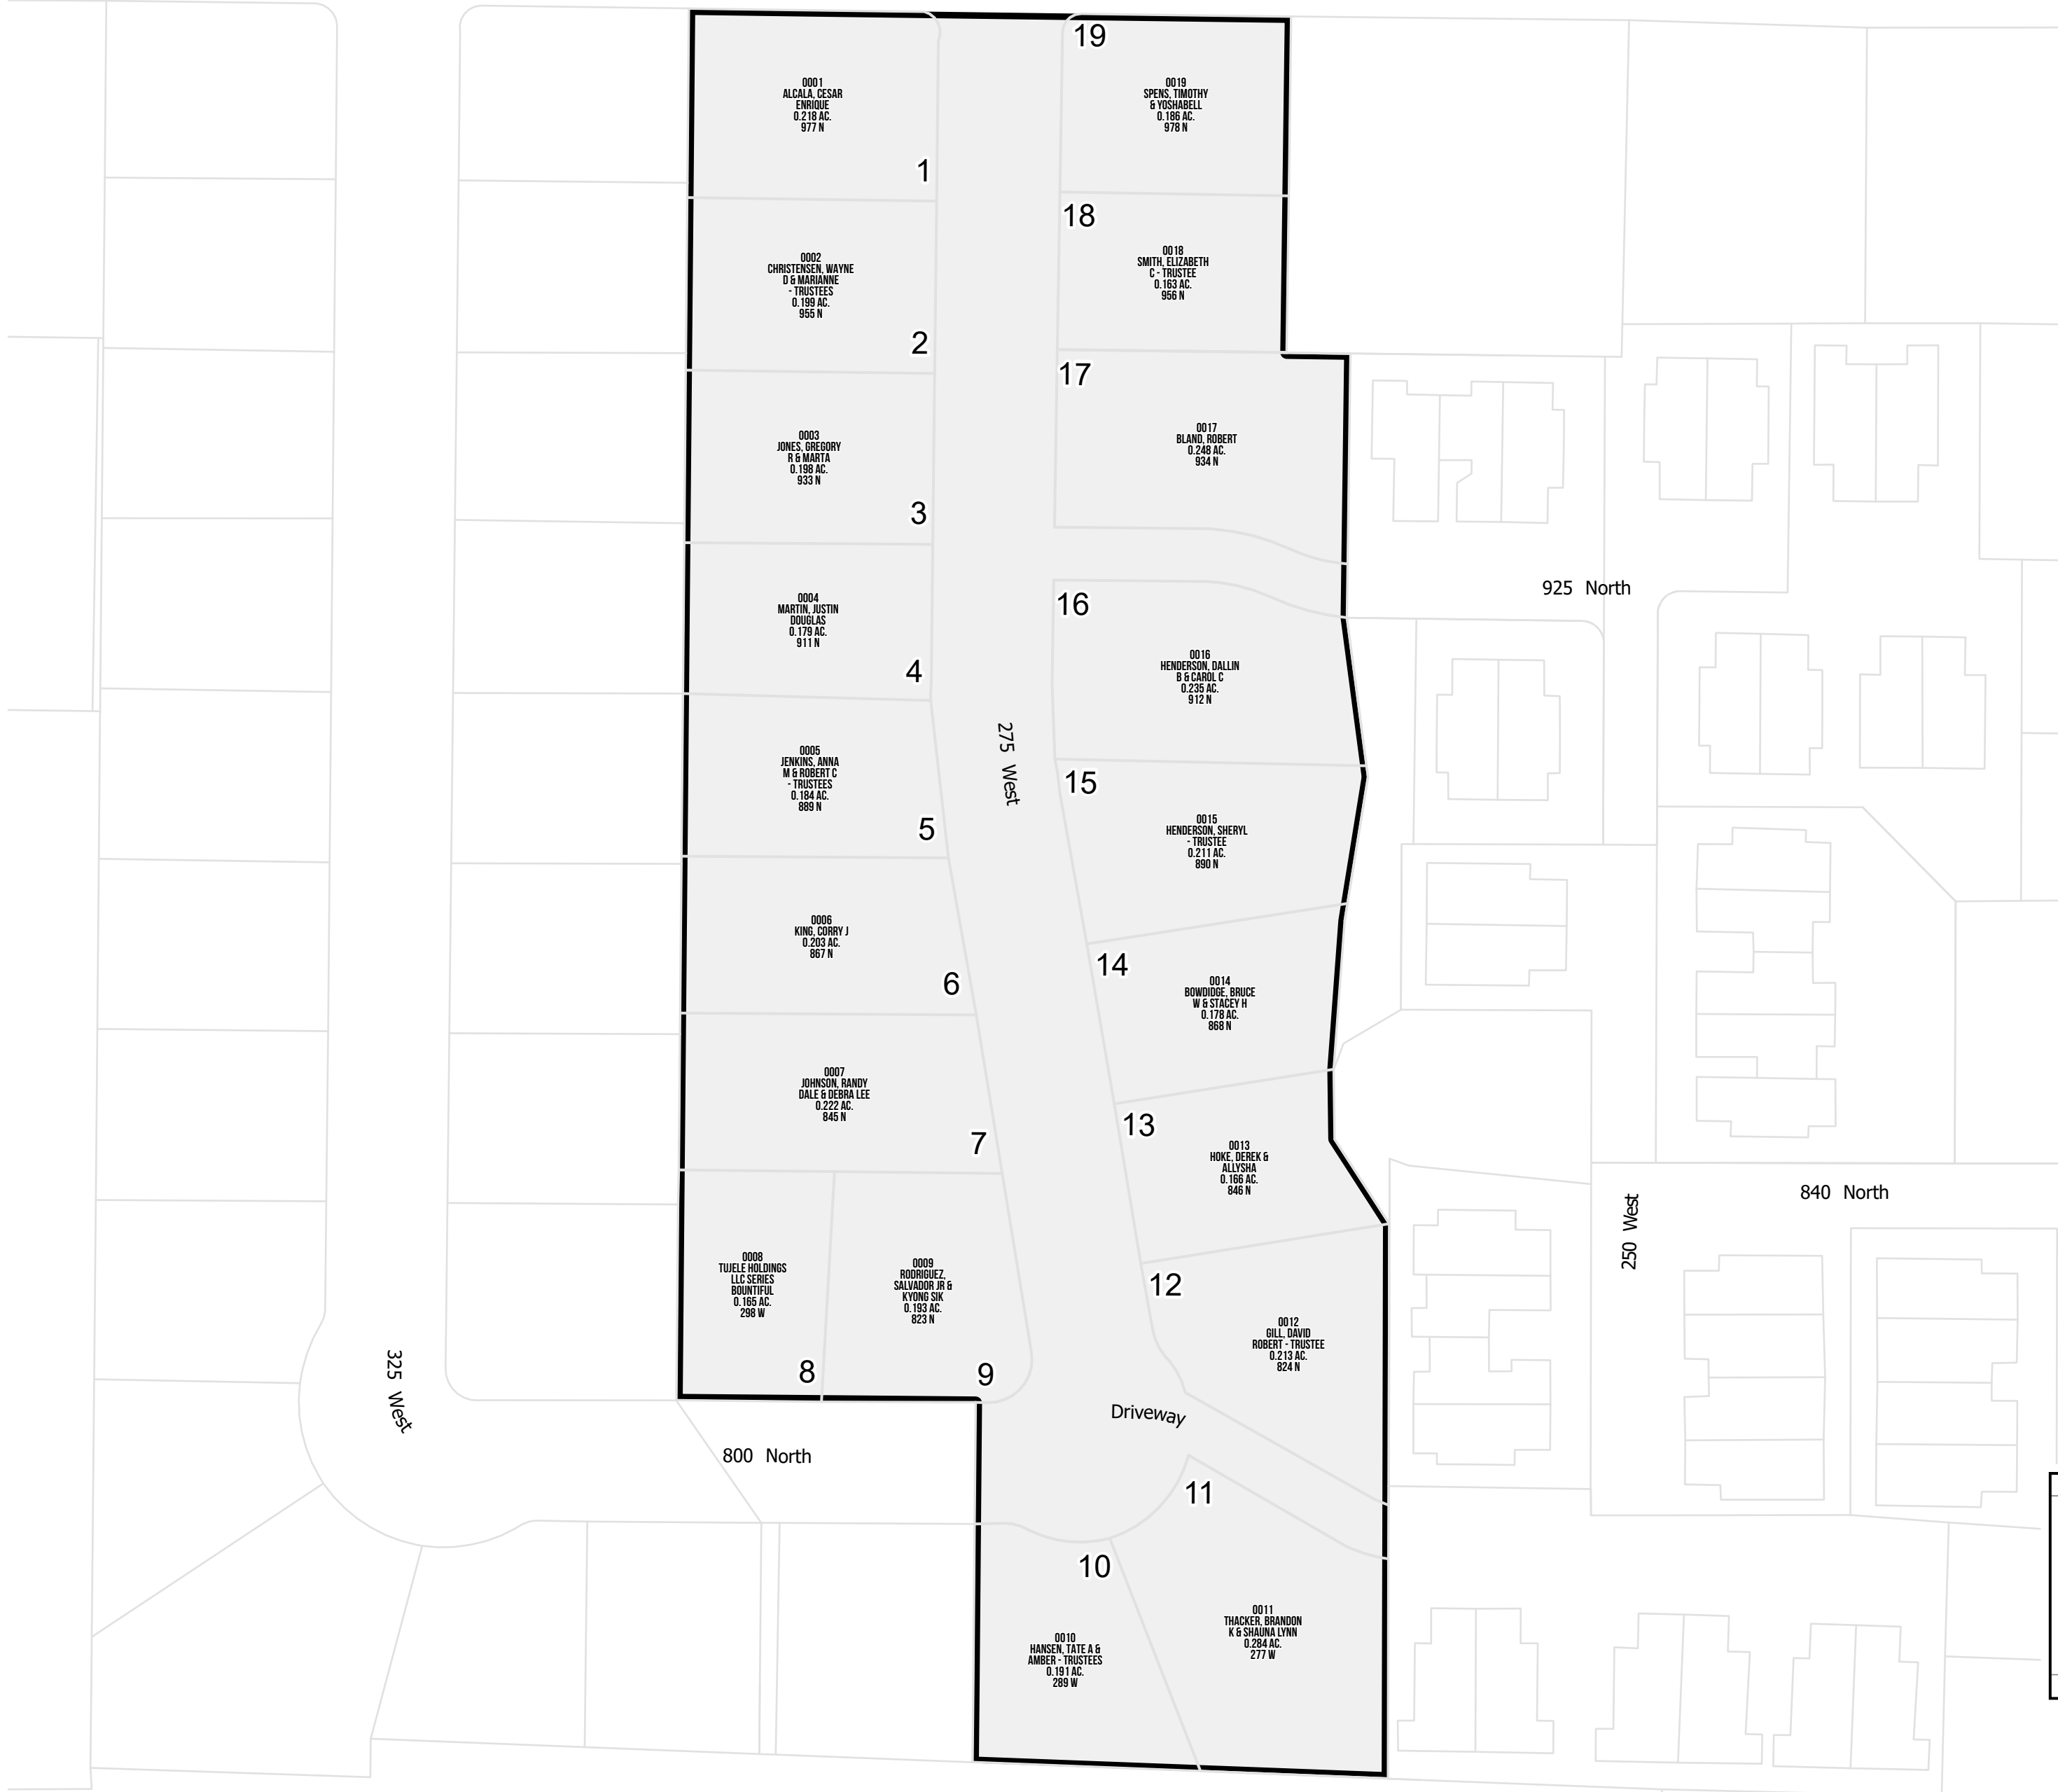 0001
ALCALA, CESAR
ENRIQUE
0.218 AC.
977 N
1
0002
CHRISTENSEN, WAYNE
D & MARIANNE
- TRUSTEES
0.199 AC.
955 N
2
0003
JONES, GREGORY
R & MARTA
0.198 AC.
933 N
3
0004
MARTIN, JUSTIN
DOUGLAS
0.179 AC.
911 N
4
0005
JENKINS, ANNA
M & ROBERT C
- TRUSTEES
0.184 AC.
889 N
5
0006
KING, CORRY J
0.203 AC.
867 N
6
0007
JOHNSON, RANDY
DALE & DEBRA LEE
0.222 AC.
845 N
7
0008
TUJELE HOLDINGS
LLC SERIES
BOUNTIFUL
0.165 AC.
298 W
8
0009
RODRIGUEZ,
SALVADOR JR &
KYONG SIK
0.193 AC.
823 N
9
19
0019
SPENS, TIMOTHY
& YOSHABELL
0.186 AC.
978 N
18
0018
SMITH, ELIZABETH
C - TRUSTEE
0.163 AC.
956 N
17
0017
BLAND, ROBERT
0.248 AC.
934 N
16
0016
HENDERSON, DALLIN
B & CAROL C
0.235 AC.
912 N
15
0015
HENDERSON, SHERYL
- TRUSTEE
0.211 AC.
890 N
14
0014
BOWDIDGE, BRUCE
W & STACEY H
0.178 AC.
868 N
13
0013
HOKE, DEREK &
ALLYSHA
0.166 AC.
846 N
12
0012
GILL, DAVID
ROBERT - TRUSTEE
0.213 AC.
824 N
11
0011
THACKER, BRANDON
K & SHAUNA LYNN
0.284 AC.
277 W
10
0010
HANSEN, TATE A &
AMBER - TRUSTEES
0.191 AC.
289 W
275 West
325 West
800 North
Driveway
925 North
840 North
250 West